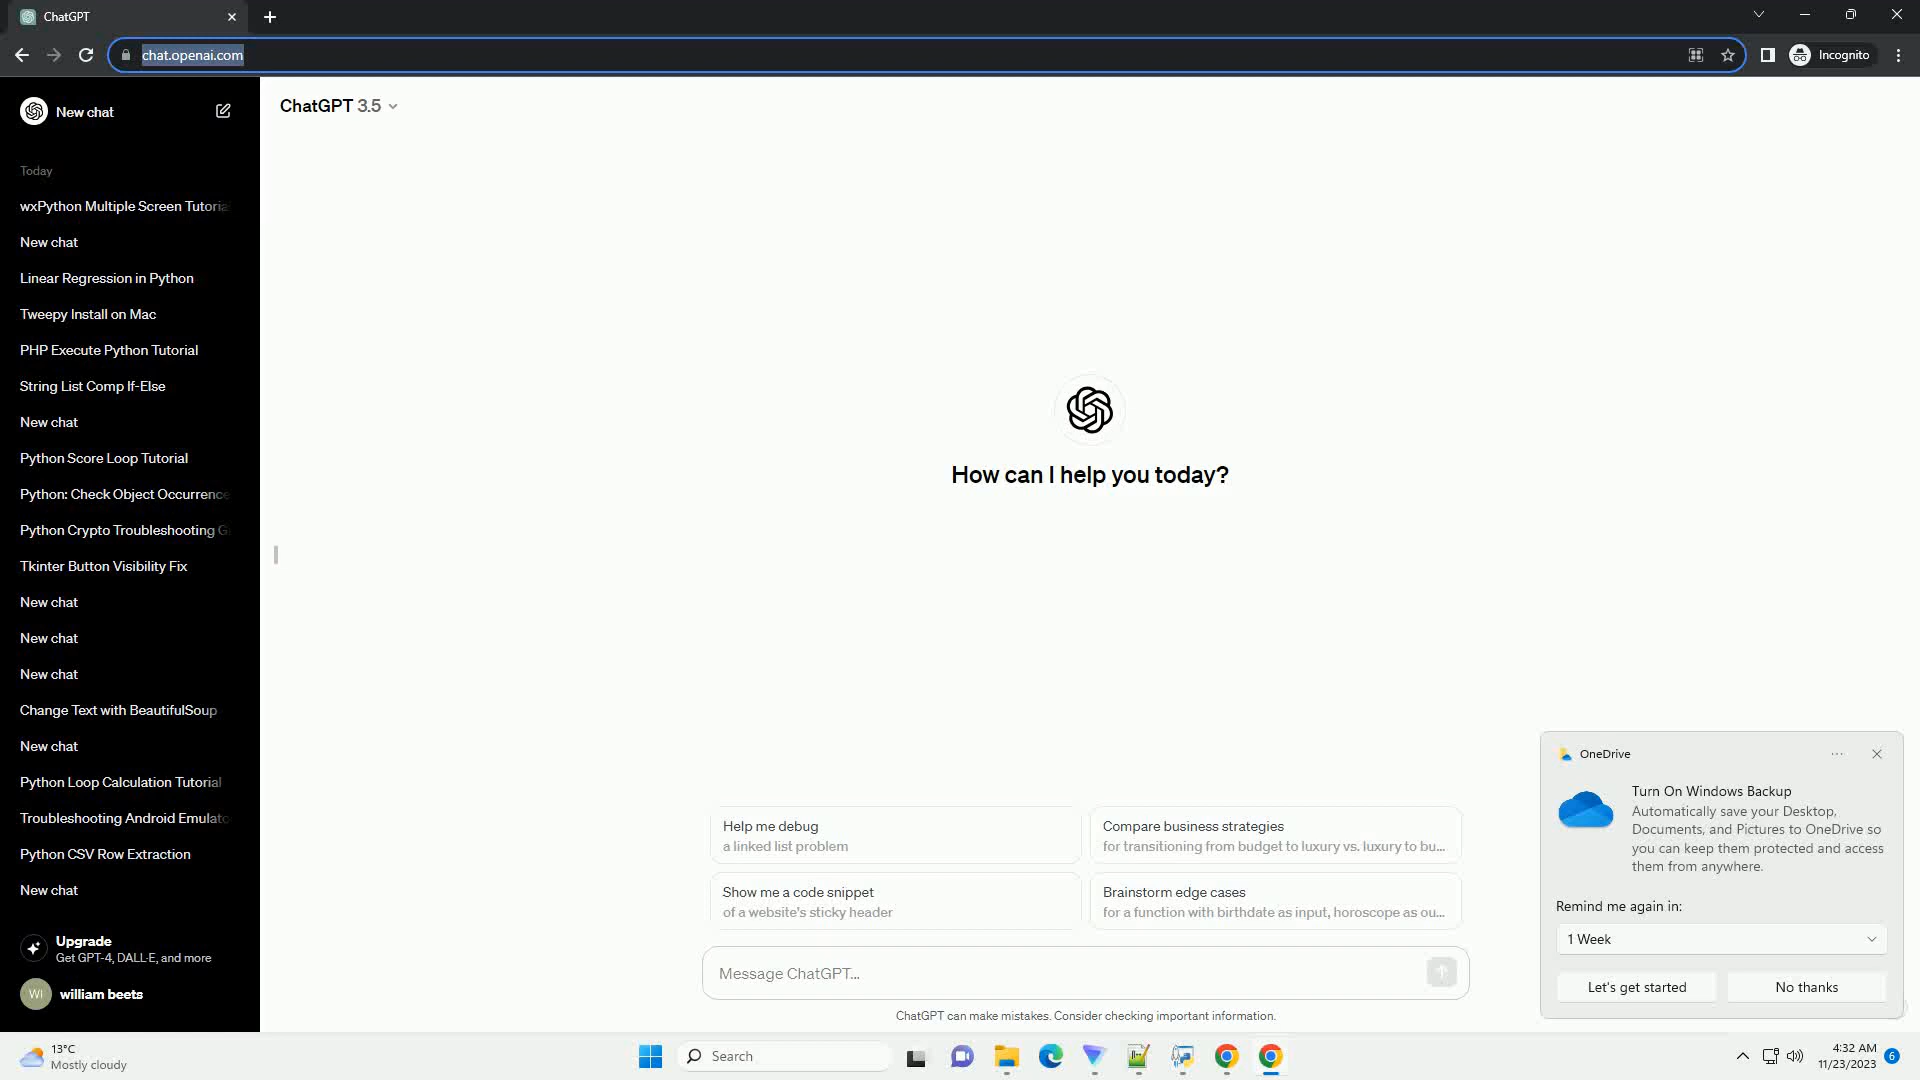 ChatGPT
chat.openai.com
Incognito
New chat
ChatGPT 3.5
Today
wxPython Multiple Screen Tutoria
New chat
Linear Regression in Python
Tweepy Install on Mac
PHP Execute Python Tutorial
String List Comp If-Else
New chat
Python Score Loop Tutorial
Python: Check Object Occurrence
Python Crypto Troubleshooting G
Tkinter Button Visibility Fix
New chat
New chat
New chat
Change Text with BeautifulSoup
New chat
Python Loop Calculation Tutorial
Troubleshooting Android Emulato
Python CSV Row Extraction
New chat
Upgrade
Get GPT-4, DALL·E, and more
WI
william beets
How can I help you today?
Help me debug
a linked list problem
Compare business strategies
for transitioning from budget to luxury vs. luxury to bu...
Show me a code snippet
of a website's sticky header
Brainstorm edge cases
for a function with birthdate as input, horoscope as ou...
Message ChatGPT...
ChatGPT can make mistakes. Consider checking important information.
OneDrive
Turn On Windows Backup
Automatically save your Desktop,
Documents, and Pictures to OneDrive so
you can keep them protected and access
them from anywhere.
Remind me again in:
1 Week
Let's get started
No thanks
13°C
Mostly cloudy
Search
4:32 AM
11/23/2023
6